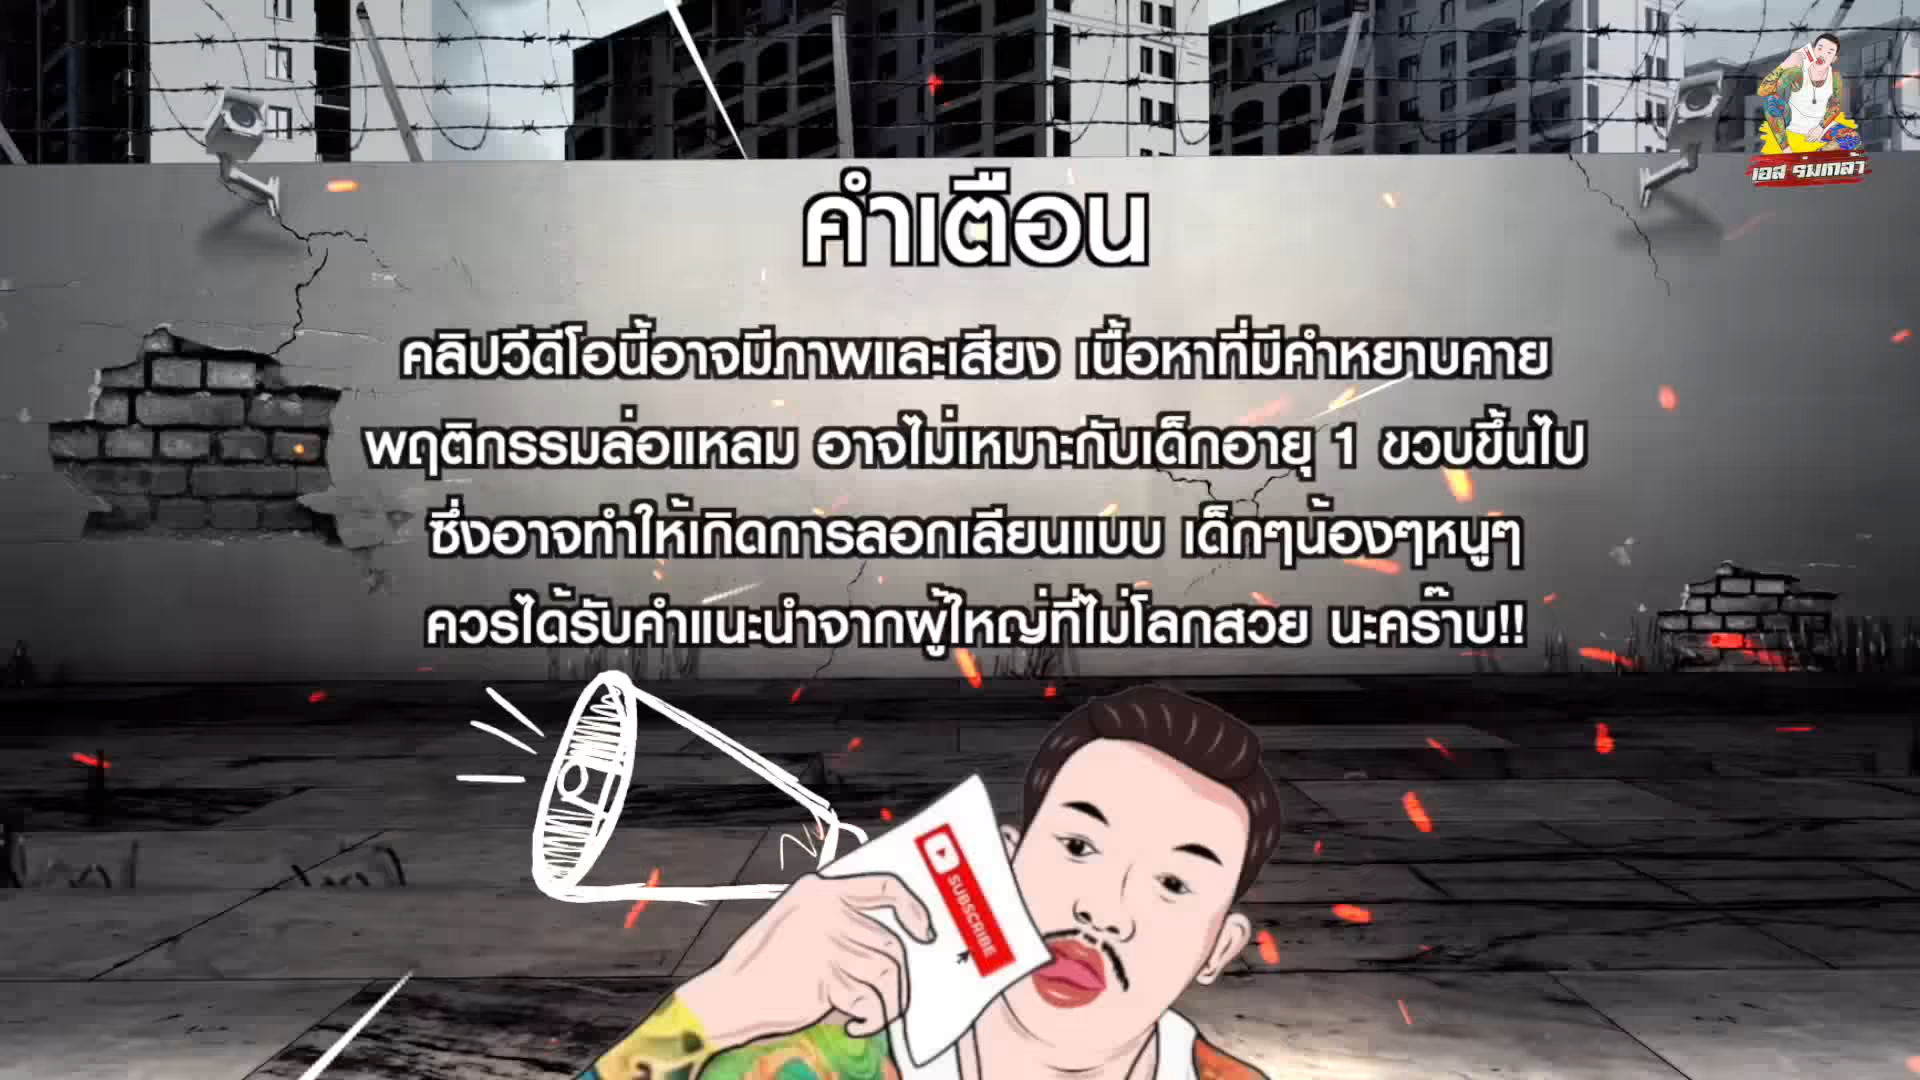 เอส ร่มเกล้า
คำเตือน
คลิปวีดีโอนี้อาจมีภาพและเสียง เนื้อหาที่มีคำหยาบคาย
พฤติกรรมล่อแหลม อาจไม่เหมาะกับเด็กอายุ 1 ขวบขึ้นไป
ซึ่งอาจทำให้เกิดการลอกเลียนแบบ เด็กๆน้องๆหนูๆ
ควรได้รับคำแนะนำจากผู้ใหญ่ที่ไม่โลกสวย นะคร๊าบ!!
SUBSCRIBE